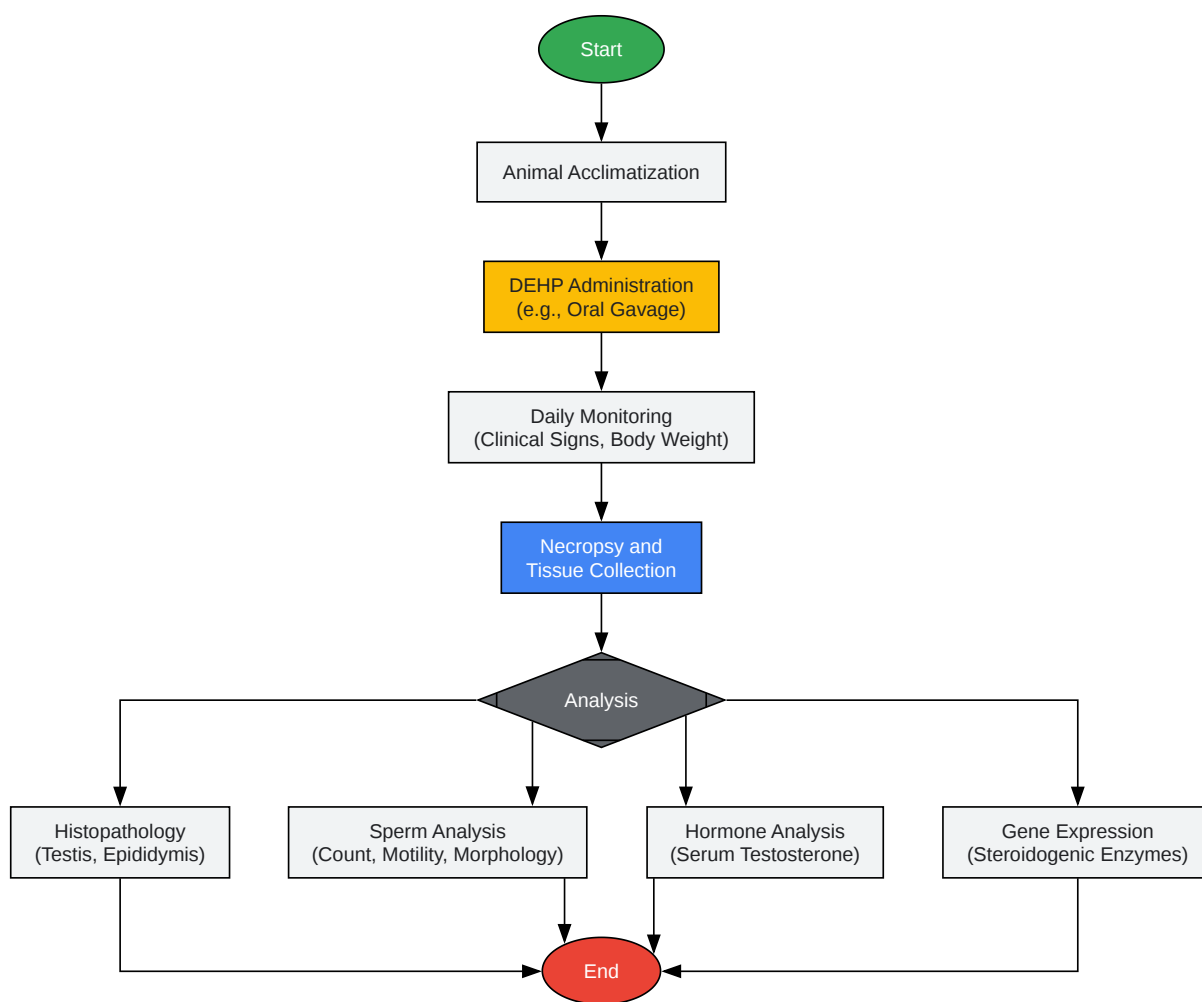 Start
Animal Acclimatization
DEHP Administration
(e.g., Oral Gavage)
Daily Monitoring
(Clinical Signs, Body Weight)
Necropsy and
Tissue Collection
Analysis
Histopathology
(Testis, Epididymis)
Sperm Analysis
(Count, Motility, Morphology)
Hormone Analysis
(Serum Testosterone)
Gene Expression
(Steroidogenic Enzymes)
End